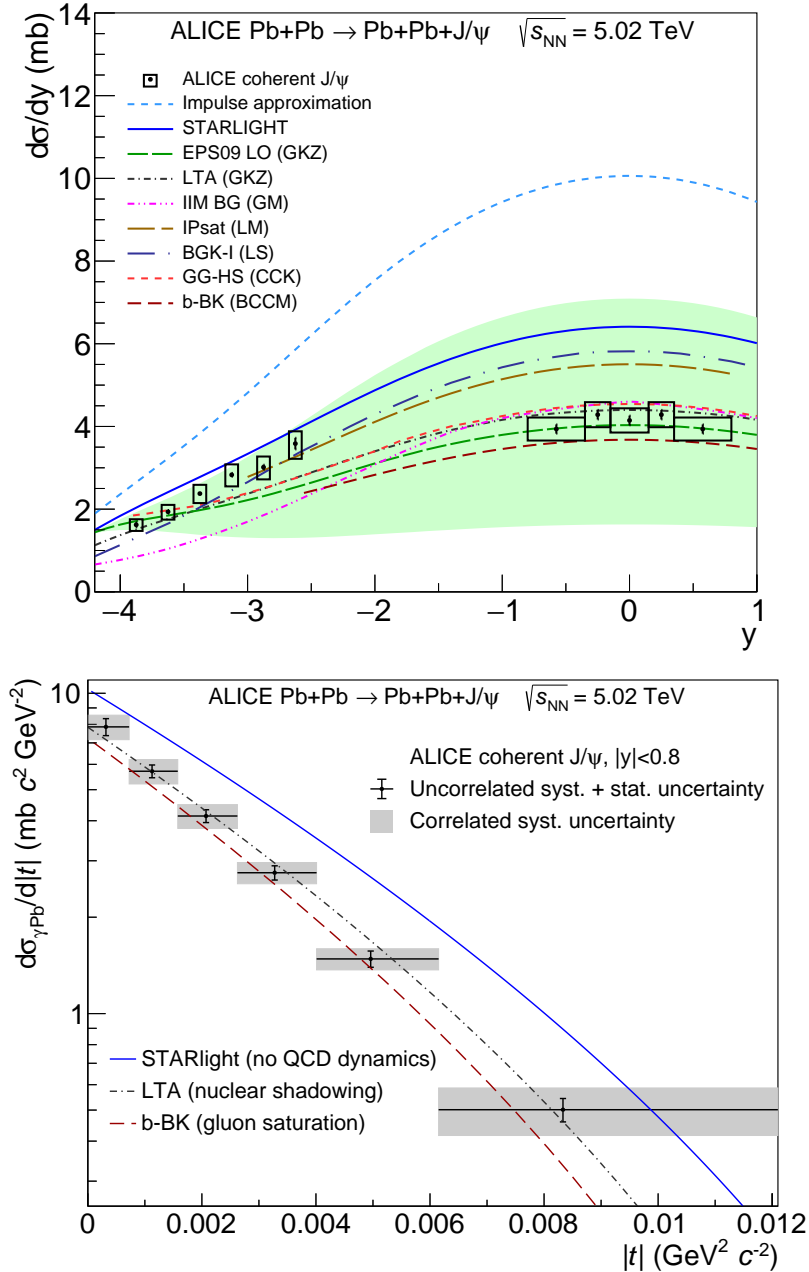 ALICE Pb+Pb → Pb+Pb+J/ψ √sNN = 5.02 TeV
dσ/dy (mb)
14
12
10
8
6
4
2
0
ALICE coherent J/ψ
Impulse approximation
STARLIGHT
EPS09 LO (GKZ)
LTA (GKZ)
IIM BG (GM)
IPsat (LM)
BGK-I (LS)
GG-HS (CCK)
b-BK (BCCM)
−4 −3 −2 −1 0 1
y
ALICE Pb+Pb → Pb+Pb+J/ψ √sNN = 5.02 TeV
dσγPb/d|t| (mb c² GeV⁻²)
10
1
ALICE coherent J/ψ, |y|<0.8
Uncorrelated syst. + stat. uncertainty
Correlated syst. uncertainty
STARlight (no QCD dynamics)
LTA (nuclear shadowing)
b-BK (gluon saturation)
0 0.002 0.004 0.006 0.008 0.01 0.012
|t| (GeV² c⁻²)